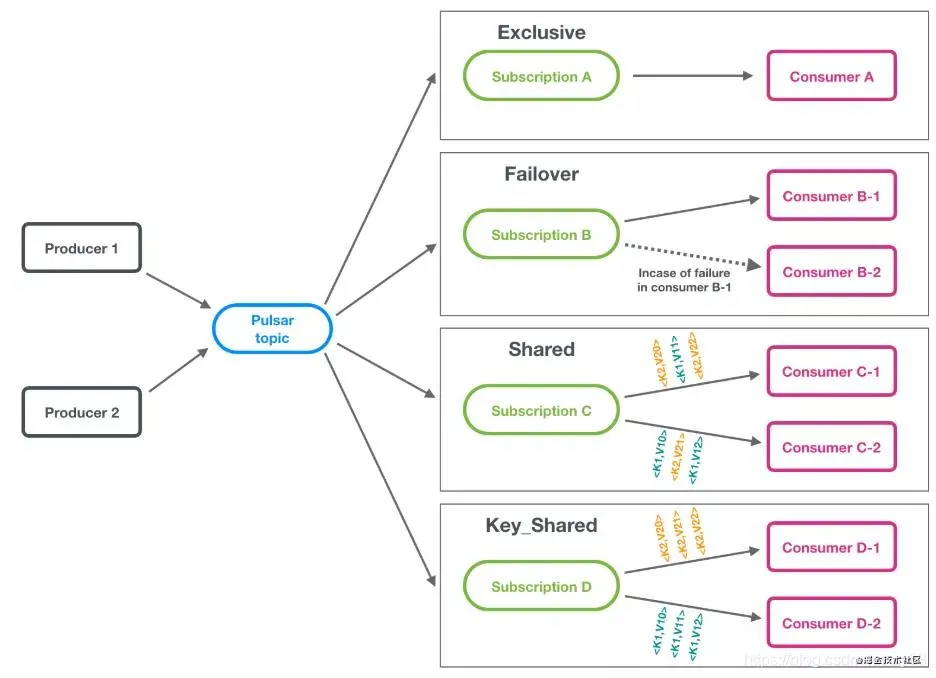 Exclusive
Subscription A
Consumer A
Failover
Subscription B
Consumer B-1
Consumer B-2
Incase of failure
in consumer B-1
Producer 1
Pulsar
topic
Producer 2
Shared
<K2,V20>
<K1,V11>
<K2,V22>
Subscription C
Consumer C-1
Consumer C-2
<K1,V10>
<K2,V21>
<K1,V12>
Key_Shared
<K2,V20>
<K2,V21>
<K2,V22>
Subscription D
Consumer D-1
Consumer D-2
<K1,V10>
<K1,V11>
<K1,V12>
https://blog.csd
@掘金技术社区